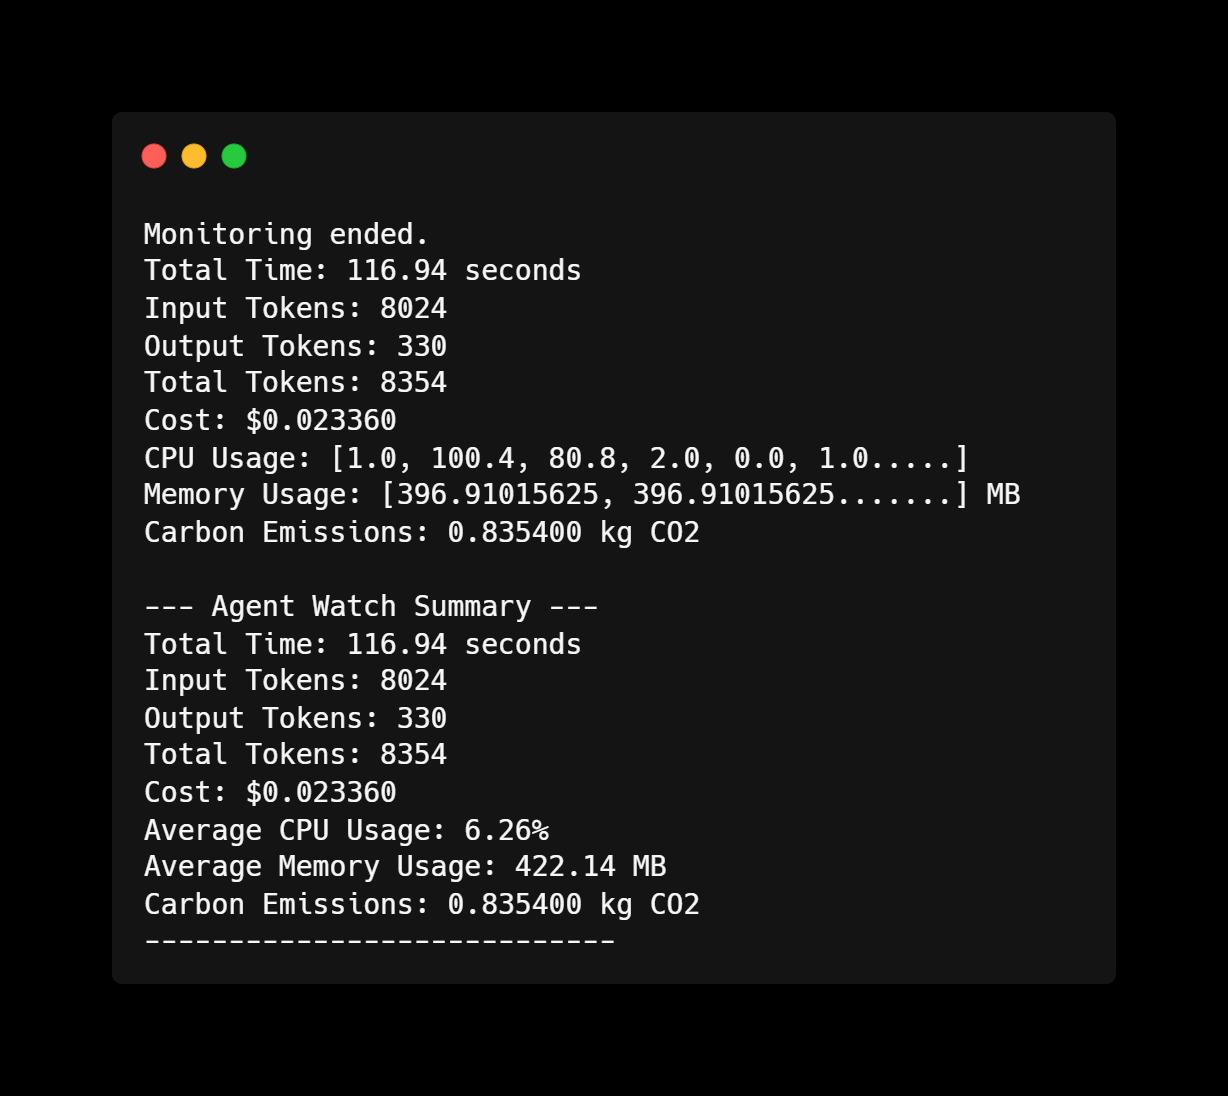 Monitoring ended.
Total Time: 116.94 seconds
Input Tokens: 8024
Output Tokens: 330
Total Tokens: 8354
Cost: $0.023360
CPU Usage: [1.0, 100.4, 80.8, 2.0, 0.0, 1.0.....]
Memory Usage: [396.91015625, 396.91015625.......] MB
Carbon Emissions: 0.835400 kg CO2
--- Agent Watch Summary ---
Total Time: 116.94 seconds
Input Tokens: 8024
Output Tokens: 330
Total Tokens: 8354
Cost: $0.023360
Average CPU Usage: 6.26%
Average Memory Usage: 422.14 MB
Carbon Emissions: 0.835400 kg CO2
----------------------------